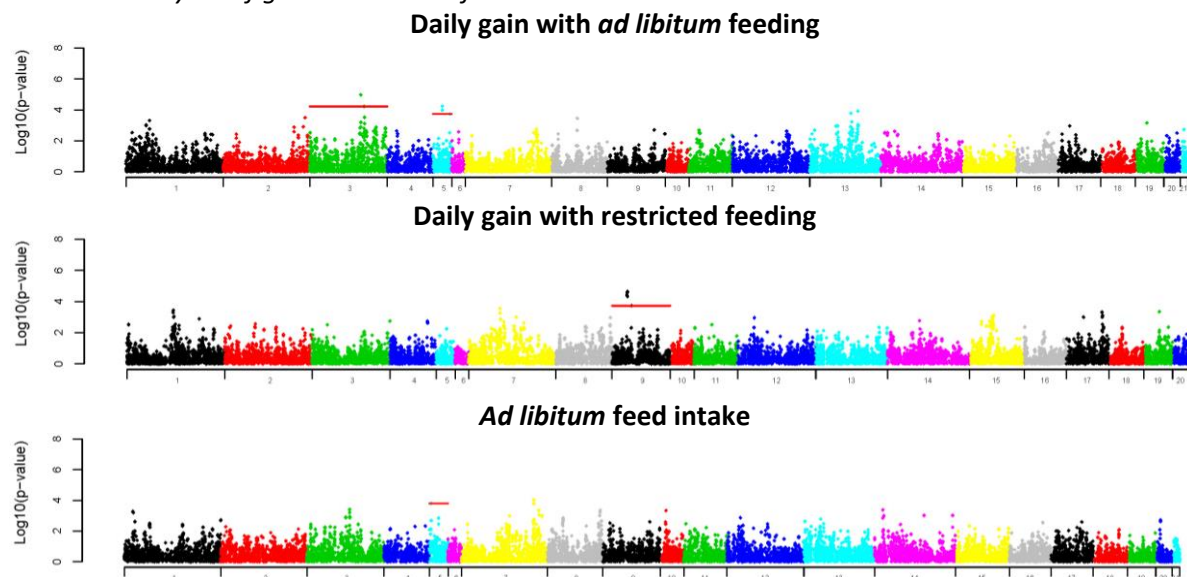 Daily gain with ad libitum feeding
Log10(p−value)
8
6
4
2
0
1 2 3 4 5 6 7 8 9 10 11 12 13 14 15 16 17 18 19 20 21
Daily gain with restricted feeding
Log10(p−value)
8
6
4
2
0
1 2 3 4 5 6 7 8 9 10 11 12 13 14 15 16 17 18 19 20
Ad libitum feed intake
Log10(p−value)
8
6
4
2
0